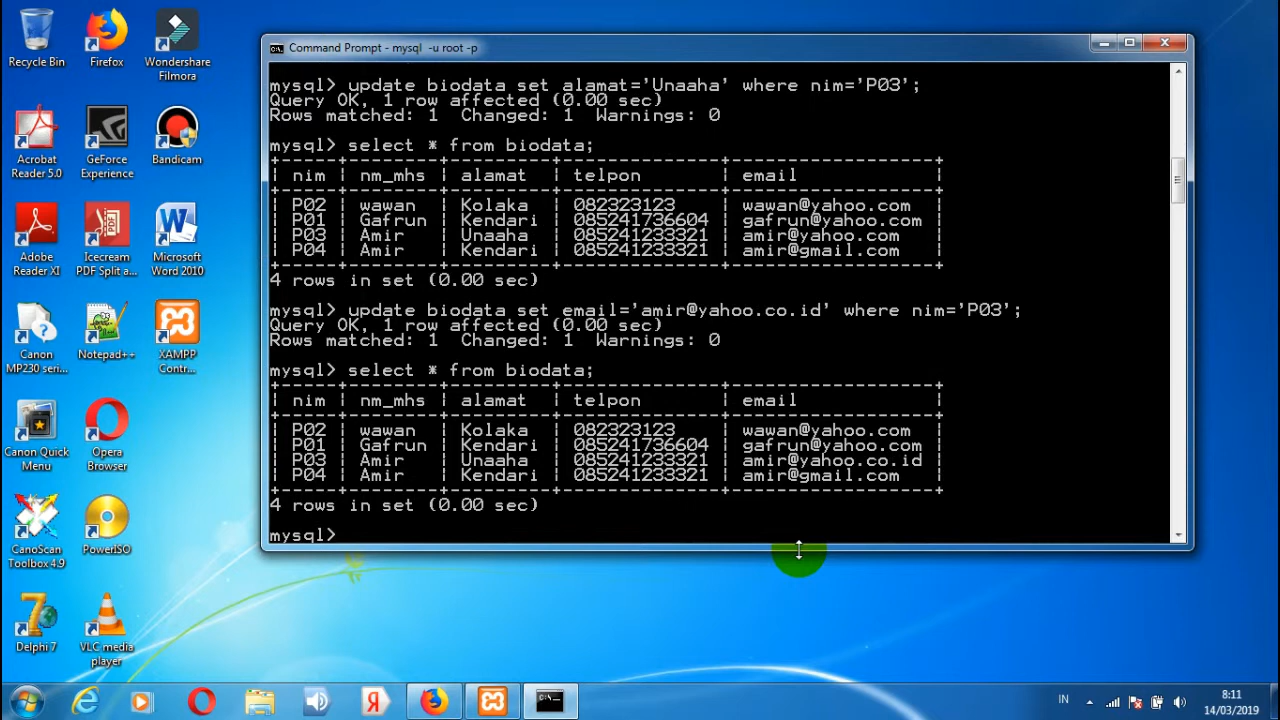 Recycle Bin
Firefox
Wondershare
Filmora
Acrobat
Reader 5.0
GeForce
Experience
Bandicam
Adobe
Reader XI
Icecream
PDF Split a...
Microsoft
Word 2010
Canon
MP230 seri...
Notepad++
XAMPP
Contr...
Canon Quick
Menu
Opera
Browser
CanoScan
Toolbox 4.9
PowerISO
Delphi 7
VLC media
player
Command Prompt - mysql -u root -p
mysql> update biodata set alamat='Unaaha' where nim='P03';
Query OK, 1 row affected (0.00 sec)
Rows matched: 1 Changed: 1 Warnings: 0
mysql> select * from biodata;
+-----+--------+---------+--------------+------------------+
| nim | nm_mhs | alamat | telpon | email |
+-----+--------+---------+--------------+------------------+
| P02 | wawan | Kolaka | 082323123 | wawan@yahoo.com |
| P01 | Gafrun | Kendari | 085241736604 | gafrun@yahoo.com |
| P03 | Amir | Unaaha | 085241233321 | amir@yahoo.com |
| P04 | Amir | Kendari | 085241233321 | amir@gmail.com |
+-----+--------+---------+--------------+------------------+
4 rows in set (0.00 sec)
mysql> update biodata set email='amir@yahoo.co.id' where nim='P03';
Query OK, 1 row affected (0.00 sec)
Rows matched: 1 Changed: 1 Warnings: 0
mysql> select * from biodata;
+-----+--------+---------+--------------+------------------+
| nim | nm_mhs | alamat | telpon | email |
+-----+--------+---------+--------------+------------------+
| P02 | wawan | Kolaka | 082323123 | wawan@yahoo.com |
| P01 | Gafrun | Kendari | 085241736604 | gafrun@yahoo.com |
| P03 | Amir | Unaaha | 085241233321 | amir@yahoo.co.id |
| P04 | Amir | Kendari | 085241233321 | amir@gmail.com |
+-----+--------+---------+--------------+------------------+
4 rows in set (0.00 sec)
mysql>
IN
8:11
14/03/2019